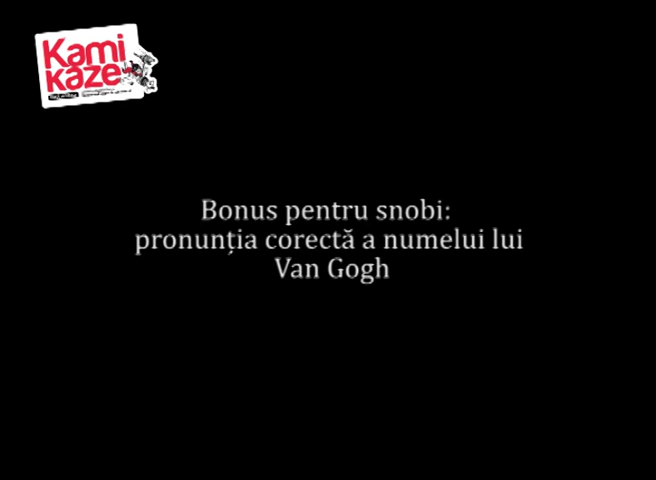 Kami
kaze
Bonus pentru snobi:
pronunția corectă a numelui lui
Van Gogh